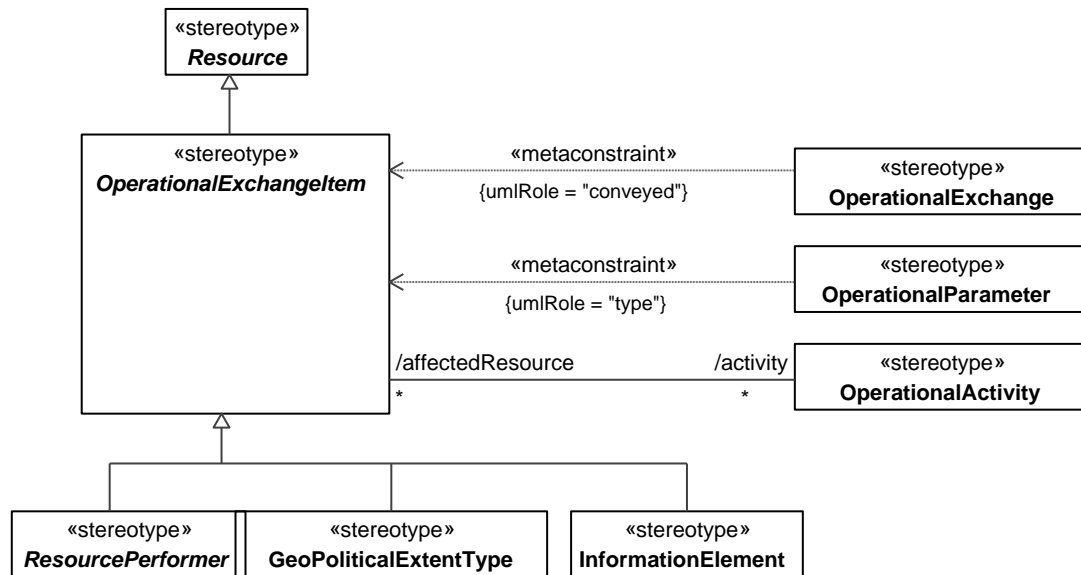 «stereotype»
Resource
«stereotype»
OperationalExchangeItem
«metaconstraint»
{umlRole = "conveyed"}
«stereotype»
OperationalExchange
«metaconstraint»
{umlRole = "type"}
«stereotype»
OperationalParameter
/affectedResource
*
/activity
*
«stereotype»
OperationalActivity
«stereotype»
ResourcePerformer
«stereotype»
GeoPoliticalExtentType
«stereotype»
InformationElement